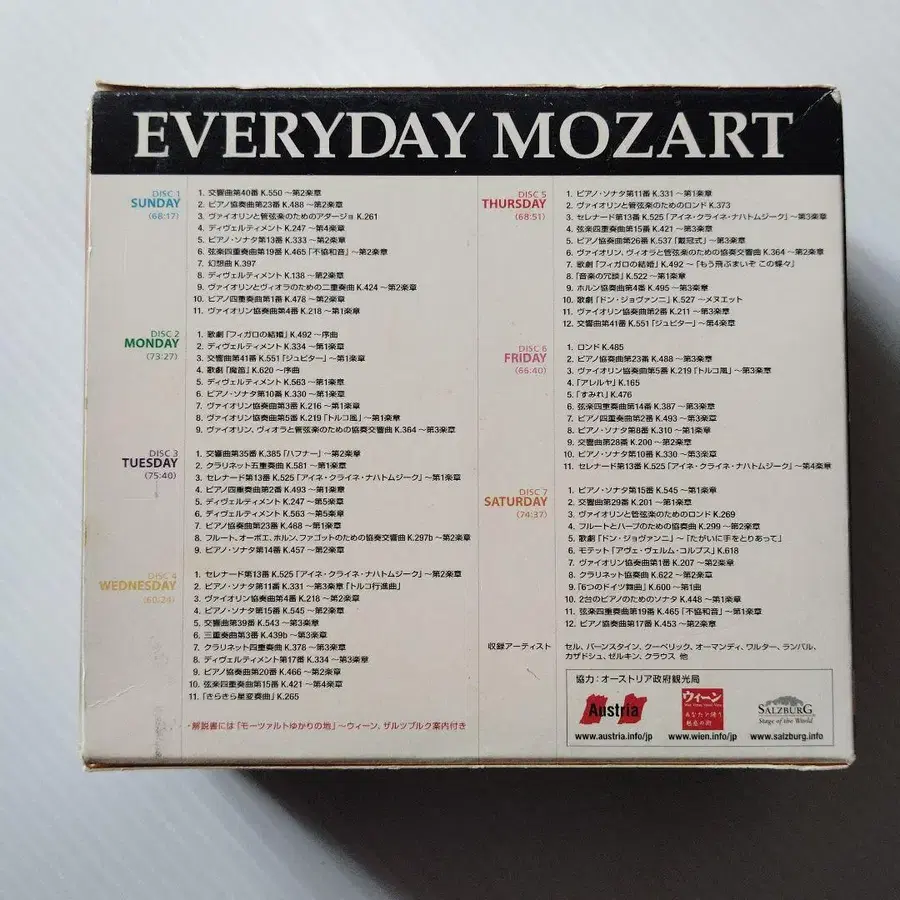 EVERYDAY MOZART
DISC 1
SUNDAY
(68:17)
1. 交響曲第40番 K.550 〜第2楽章
2. ピアノ協奏曲第23番 K.488 〜第2楽章
3. ヴァイオリンと管弦楽のためのアダージョ K.261
4. ディヴェルティメント K.247 〜第4楽章
5. ピアノ・ソナタ第13番 K.333 〜第2楽章
6. 弦楽四重奏曲第19番 K.465「不協和音」〜第2楽章
7. 幻想曲 K.397
8. ディヴェルティメント K.138 〜第2楽章
9. ヴァイオリンとヴィオラのための二重奏曲 K.424 〜第2楽章
10. ピアノ四重奏曲第1番 K.478 〜第2楽章
11. ヴァイオリン協奏曲第4番 K.218 〜第1楽章
DISC 2
MONDAY
(73:27)
1. 歌劇「フィガロの結婚」K.492 〜序曲
2. ディヴェルティメント K.334 〜第1楽章
3. 交響曲第41番 K.551「ジュピター」〜第1楽章
4. 歌劇「魔笛」K.620 〜序曲
5. ディヴェルティメント K.563 〜第1楽章
6. ピアノ・ソナタ第10番 K.330 〜第1楽章
7. ヴァイオリン協奏曲第3番 K.216 〜第1楽章
8. ヴァイオリン協奏曲第5番 K.219「トルコ風」〜第1楽章
9. ヴァイオリン、ヴィオラと管弦楽のための協奏交響曲 K.364 〜第3楽章
DISC 3
TUESDAY
(75:40)
1. 交響曲第35番 K.385「ハフナー」〜第2楽章
2. クラリネット五重奏曲 K.581 〜第1楽章
3. セレナード第13番 K.525「アイネ・クライネ・ナハトムジーク」〜第1楽章
4. ピアノ四重奏曲第2番 K.493 〜第1楽章
5. ディヴェルティメント K.247 〜第5楽章
6. ディヴェルティメント K.563 〜第5楽章
7. ピアノ協奏曲第23番 K.468 〜第1楽章
8. フルート、オーボエ、ホルン、ファゴットのための協奏交響曲 K.297b 〜第2楽章
9. ピアノ・ソナタ第14番 K.457 〜第2楽章
DISC 4
WEDNESDAY
(60:24)
1. セレナード第13番 K.525「アイネ・クライネ・ナハトムジーク」〜第2楽章
2. ピアノ・ソナタ第11番 K.331 〜第3楽章「トルコ行進曲」
3. ヴァイオリン協奏曲第4番 K.218 〜第2楽章
4. ピアノ・ソナタ第15番 K.545 〜第2楽章
5. 交響曲第39番 K.543 〜第3楽章
6. 三重奏曲第3番 K.439b 〜第3楽章
7. クラリネット四重奏曲 K.378 〜第3楽章
8. ディヴェルティメント第17番 K.334 〜第3楽章
9. ピアノ協奏曲第20番 K.466 〜第2楽章
10. 弦楽四重奏曲第15番 K.421 〜第4楽章
11. 「きらきら星変奏曲」K.265
・解説書には「モーツァルトゆかりの地」〜ウィーン、ザルツブルク案内付き
DISC 5
THURSDAY
(68:51)
1. ピアノ・ソナタ第11番 K.331 〜第1楽章
2. ヴァイオリンと管弦楽のためのロンド K.373
3. セレナード第13番 K.525「アイネ・クライネ・ナハトムジーク」〜第3楽章
4. 弦楽四重奏曲第15番 K.421 〜第3楽章
5. ピアノ協奏曲第26番 K.537「戴冠式」〜第3楽章
6. ヴァイオリン、ヴィオラと管弦楽のための協奏交響曲 K.364 〜第2楽章
7. 歌劇「フィガロの結婚」K.492 〜「もう飛ぶまいぞ この蝶々」
8. 「音楽の冗談」K.522 〜第1楽章
9. ホルン協奏曲第4番 K.495 〜第3楽章
10. 歌劇「ドン・ジョヴァンニ」K.527 〜メヌエット
11. ヴァイオリン協奏曲第2番 K.211 〜第3楽章
12. 交響曲第41番 K.551「ジュピター」〜第4楽章
DISC 6
FRIDAY
(66:40)
1. ロンド K.485
2. ピアノ協奏曲第23番 K.488 〜第3楽章
3. ヴァイオリン協奏曲第5番 K.219「トルコ風」〜第3楽章
4. 「アレルヤ」K.165
5. 「すみれ」K.476
6. 弦楽四重奏曲第14番 K.387 〜第3楽章
7. ピアノ四重奏曲第2番 K.493 〜第3楽章
8. ピアノ・ソナタ第8番 K.310 〜第1楽章
9. 交響曲第28番 K.200 〜第2楽章
10. ピアノ・ソナタ第10番 K.330 〜第3楽章
11. セレナード第13番 K.525「アイネ・クライネ・ナハトムジーク」〜第4楽章
DISC 7
SATURDAY
(74:37)
1. ピアノ・ソナタ第15番 K.545 〜第1楽章
2. 交響曲第29番 K.201 〜第1楽章
3. ヴァイオリンと管弦楽のためのロンド K.269
4. フルートとハープのための協奏曲 K.299 〜第2楽章
5. 歌劇「ドン・ジョヴァンニ」〜「たがいに手をとりあって」
6. モテット「アヴェ・ヴェルム・コルプス」K.618
7. ヴァイオリン協奏曲第1番 K.207 〜第2楽章
8. クラリネット協奏曲 K.622 〜第2楽章
9. 「6つのドイツ舞曲」K.600 〜第1曲
10. 2台のピアノのためのソナタ K.448 〜第1楽章
11. 弦楽四重奏曲第19番 K.465「不協和音」〜第1楽章
12. ピアノ協奏曲第17番 K.453 〜第2楽章
収録アーティスト
セル、バーンスタイン、クーベリック、オーマンディ、ワルター、ランパル、
カザドシュ、ゼルキン、クラウス 他
協力：オーストリア政府観光局
Austria
www.austria.info/jp
ウィーン
www.wien.info/jp
SALZBURG
Stage of the World
www.salzburg.info